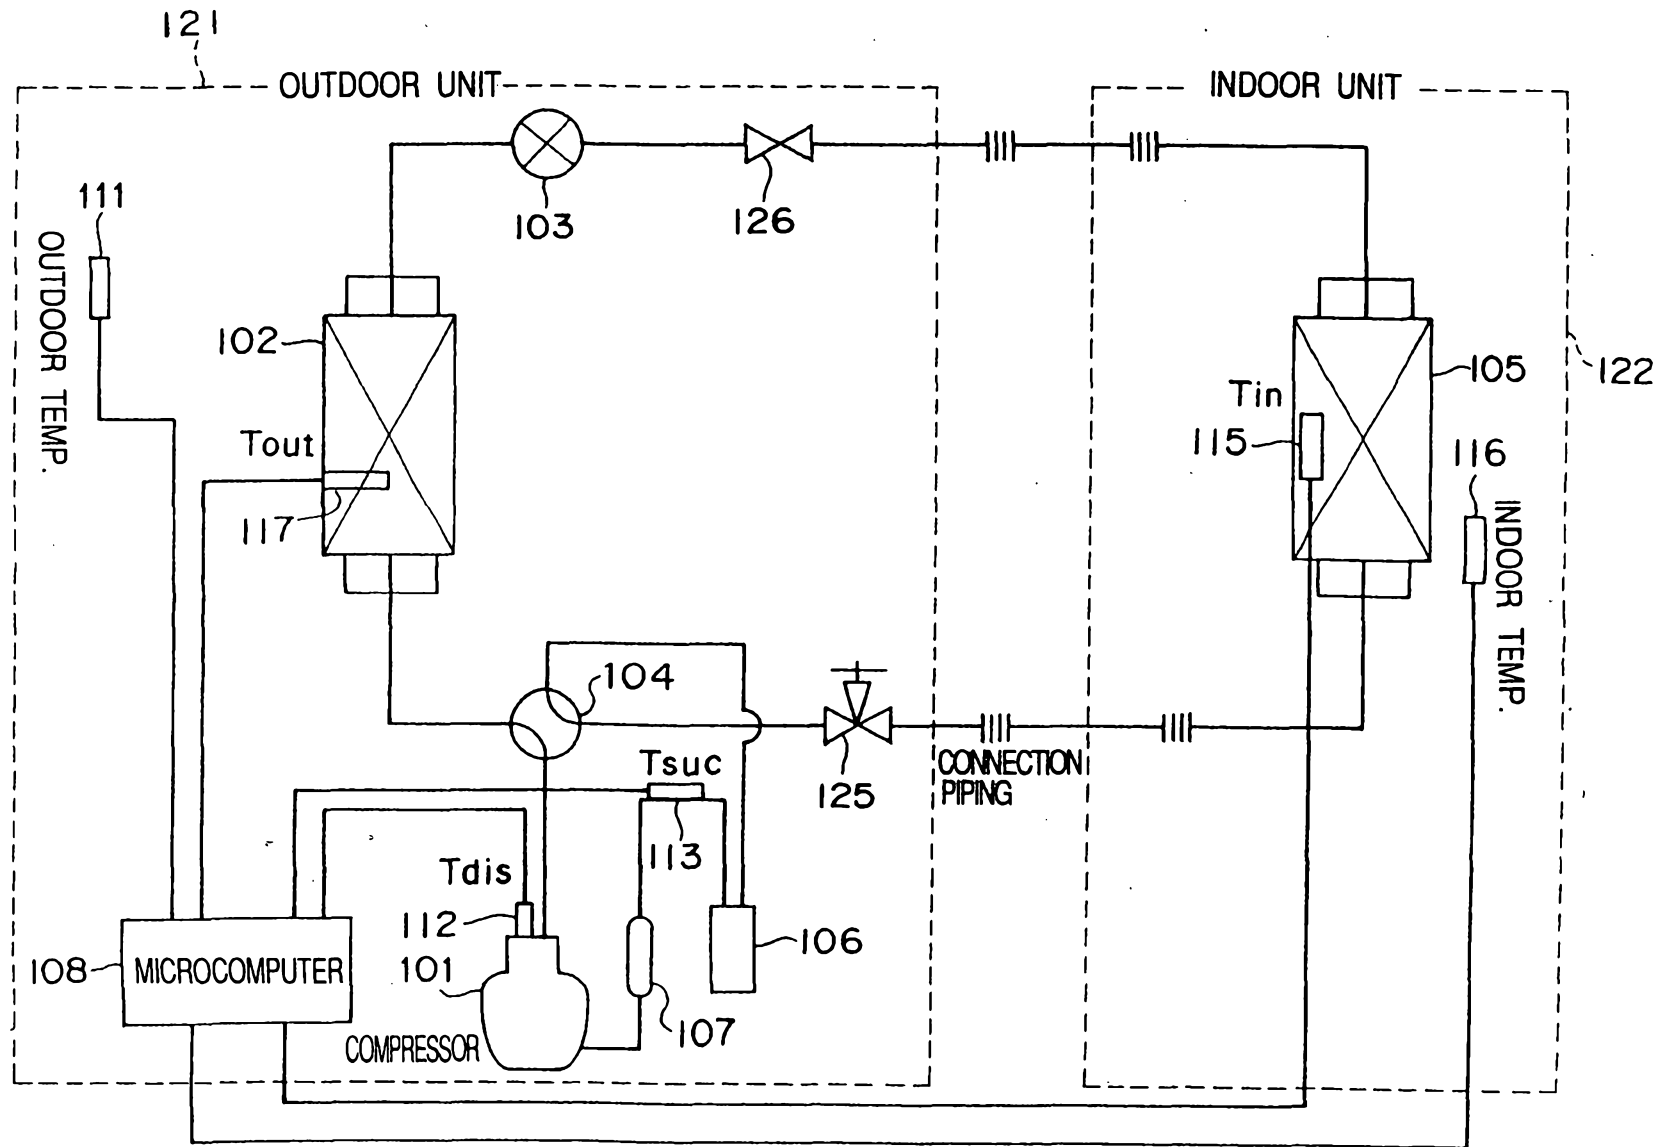 121
OUTDOOR UNIT
INDOOR UNIT
111
103
126
OUTDOOR TEMP.
102
105
122
Tin
Tout
115
116
117
INDOOR TEMP.
104
Tsuc
125
CONNECTION
PIPING
113
Tdis
112
106
108
MICROCOMPUTER
101
107
COMPRESSOR